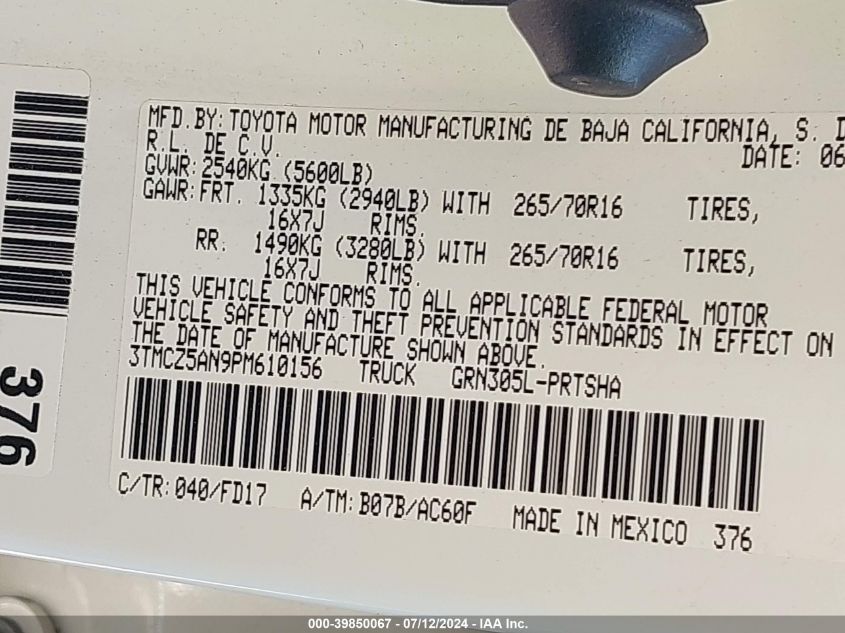 MFD.BY:TOYOTA MOTOR MANUFACTURING DE BAJA CALIFORNIA, S. D
R.L. DE C.V. DATE: 06
GVWR:2540KG (5600LB)
GAWR:FRT. 1335KG (2940LB) WITH 265/70R16 TIRES,
16X7J RIMS.
RR. 1490KG (3280LB) WITH 265/70R16 TIRES,
16X7J RIMS.
THIS VEHICLE CONFORMS TO ALL APPLICABLE FEDERAL MOTOR
VEHICLE SAFETY AND THEFT PREVENTION STANDARDS IN EFFECT ON
THE DATE OF MANUFACTURE SHOWN ABOVE.
3TMCZ5AN9PM610156 TRUCK GRN305L-PRTSHA
C/TR:040/FD17 A/TM:B07B/AC60F MADE IN MEXICO 376
376
000-39850067 - 07/12/2024 - IAA Inc.